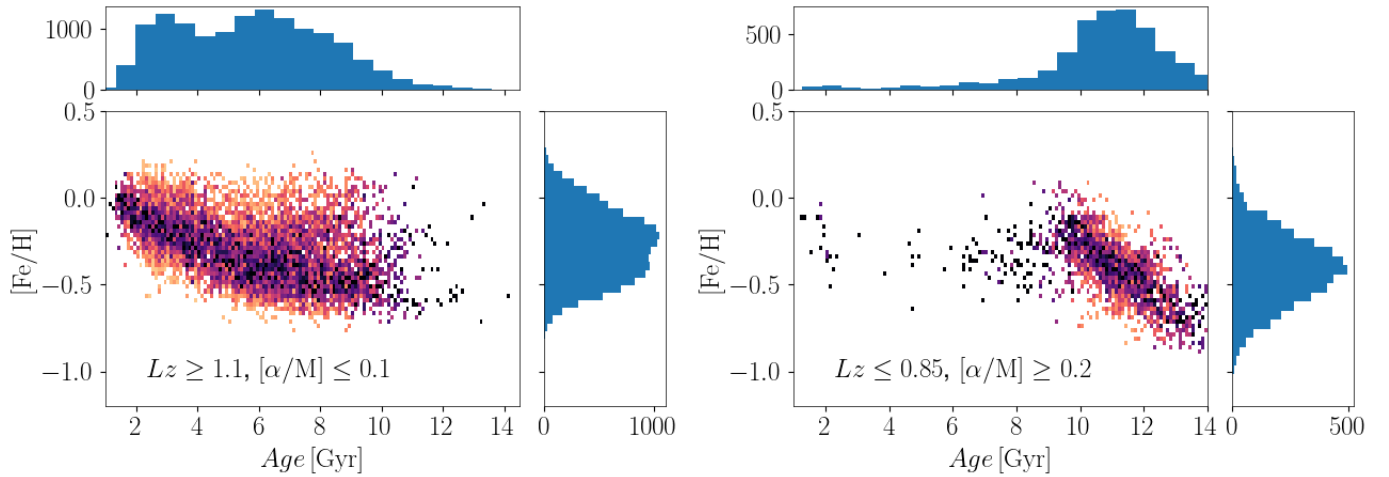 1000
0
0.5
0.0
−0.5
−1.0
[Fe/H]
Lz ≥ 1.1, [α/M] ≤ 0.1
2 4 6 8 10 12 14
Age [Gyr]
0 1000
500
0
0.5
0.0
−0.5
−1.0
[Fe/H]
Lz ≤ 0.85, [α/M] ≥ 0.2
2 4 6 8 10 12 14
Age [Gyr]
0 500